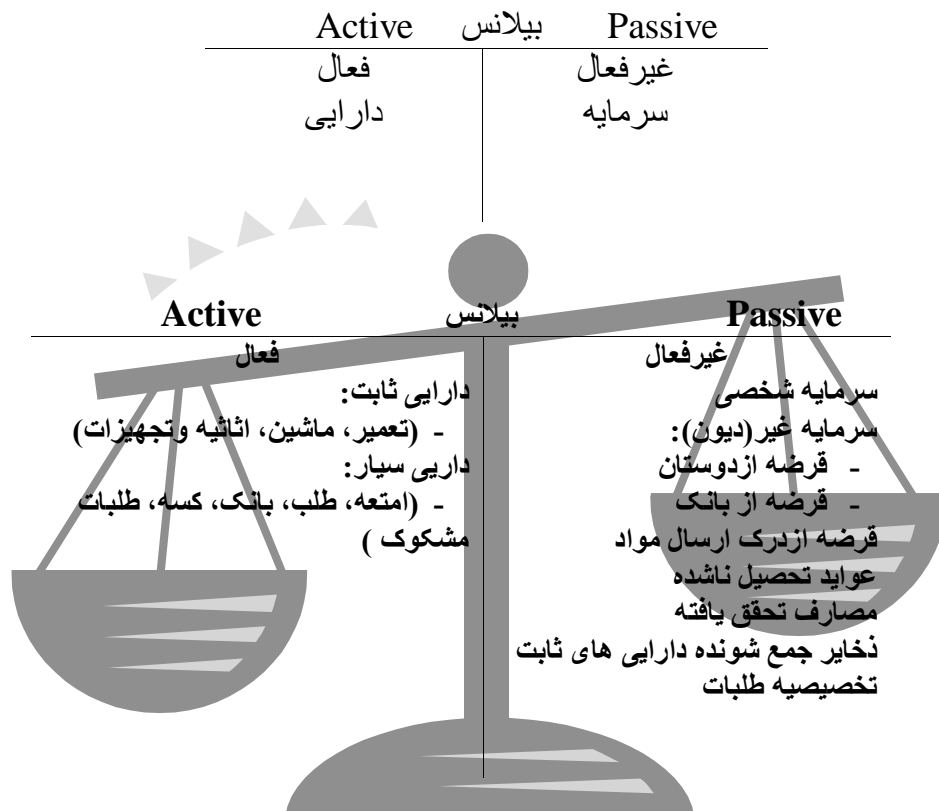 Active بیلانس Passive
فعال غیرفعال
دارایی سرمایه
Active بیلانس Passive
فعال
دارایی ثابت:
- (تعمیر، ماشین، اثاثیه وتجهیزات)
داریی سیار:
- (امتعه، طلب، بانک، کسه، طلبات
مشکوک )
غیرفعال
سرمایه شخصی
سرمایه غیر(دیون):
- قرضه ازدوستان
- قرضه از بانک
قرضه ازدرک ارسال مواد
عواید تحصیل ناشده
مصارف تحقق یافته
ذخایر جمع شونده دارایی های ثابت
تخصیصیه طلبات